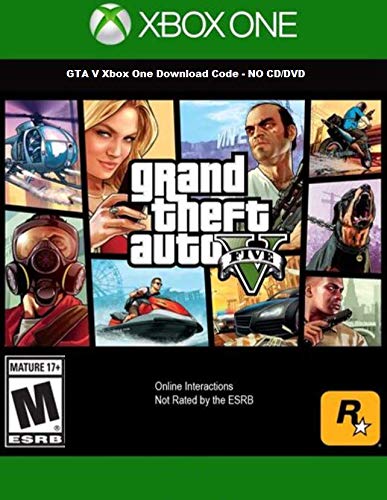 XBOX ONE
GTA V Xbox One Download Code - NO CD/DVD
grand
theft
auto V
FIVE
MATURE 17+
M
ESRB
Online Interactions
Not Rated by the ESRB
R